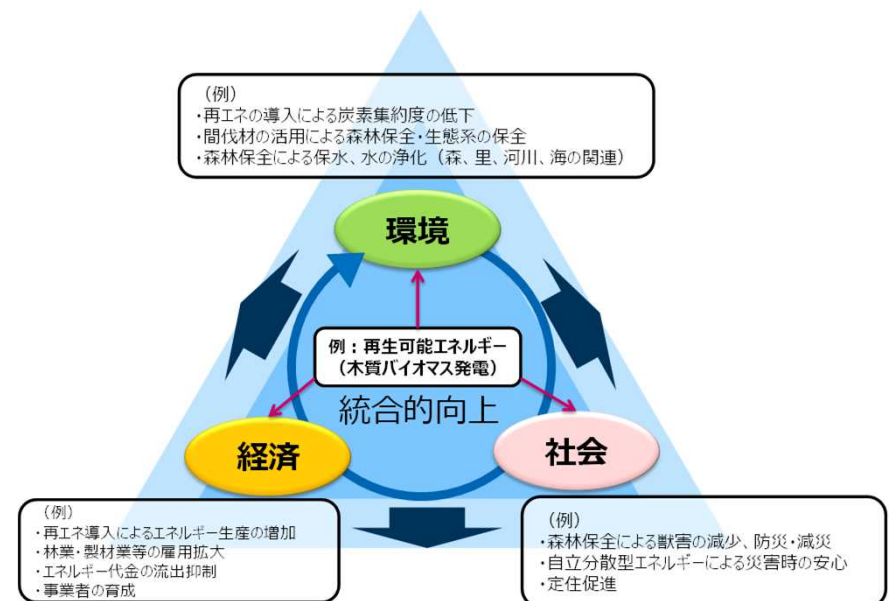 （例）
・再エネの導入による炭素集約度の低下
・間伐材の活用による森林保全・生態系の保全
・森林保全による保水、水の浄化（森、里、河川、海の関連）
環境
例：再生可能エネルギー
（木質バイオマス発電）
統合的向上
経済
社会
（例）
・再エネ導入によるエネルギー生産の増加
・林業・製材業等の雇用拡大
・エネルギー代金の流出抑制
・事業者の育成
（例）
・森林保全による獣害の減少、防災・減災
・自立分散型エネルギーによる災害時の安心
・定住促進